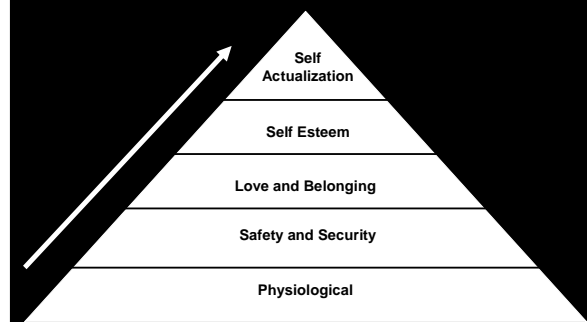 Self
Actualization
Self Esteem
Love and Belonging
Safety and Security
Physiological